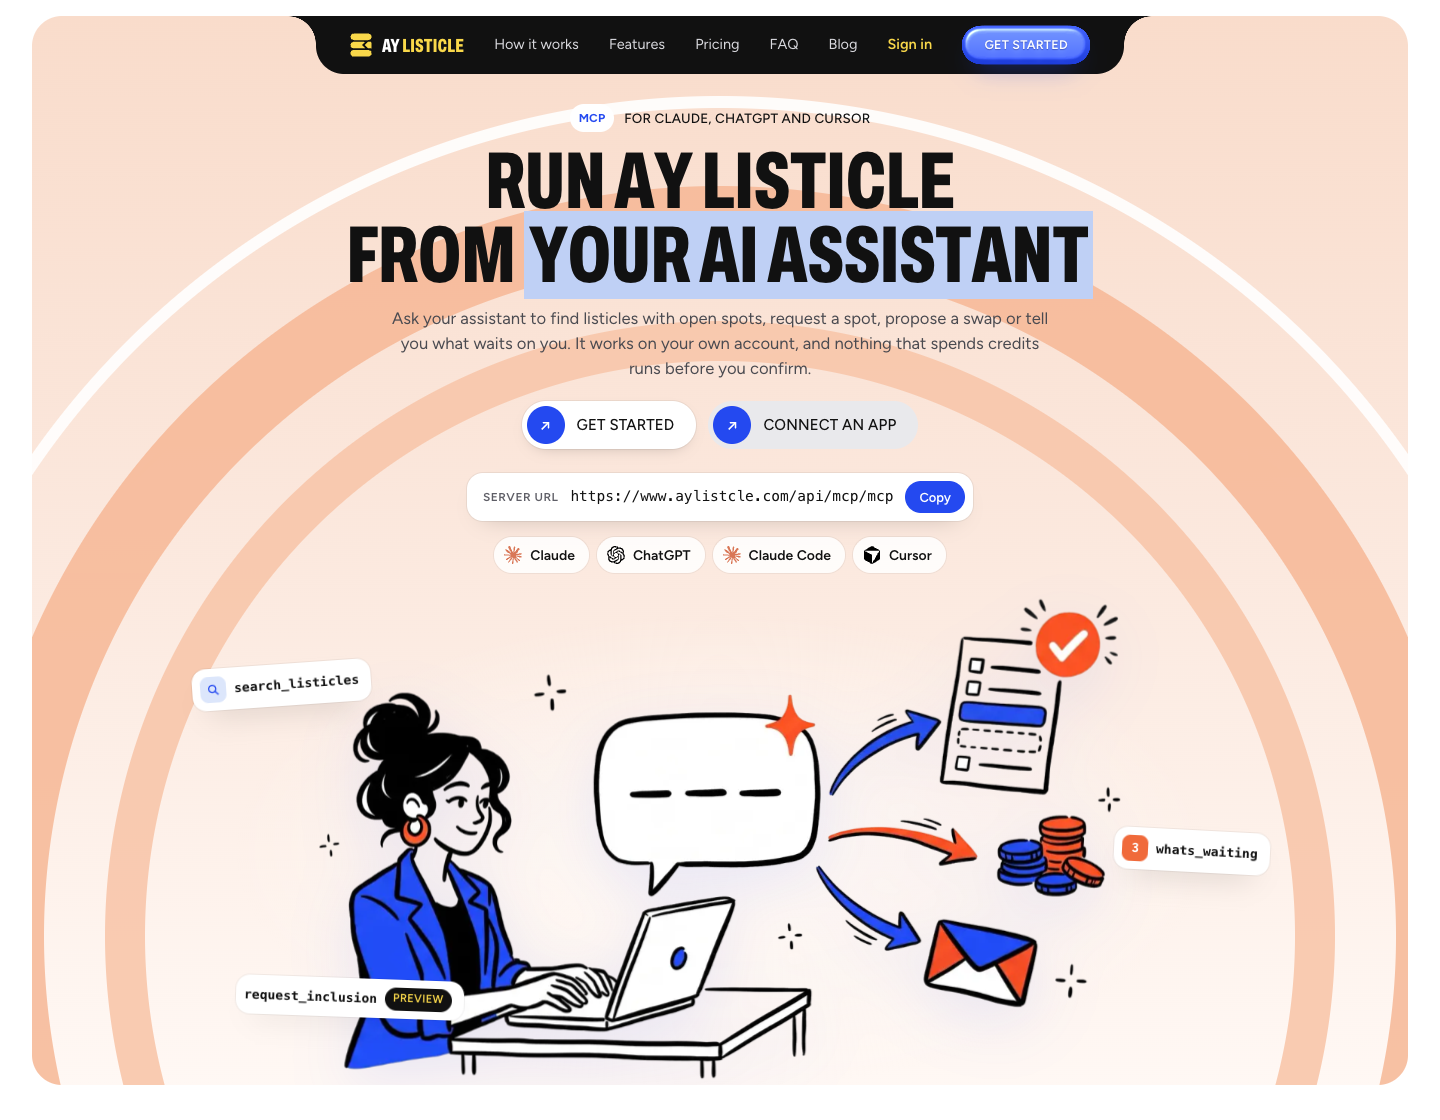 AY LISTICLE How it works Features Pricing FAQ Blog Sign in GET STARTED
MCP FOR CLAUDE, CHATGPT AND CURSOR
RUN AY LISTICLE
FROM YOUR AI ASSISTANT
Ask your assistant to find listicles with open spots, request a spot, propose a swap or tell
you what waits on you. It works on your own account, and nothing that spends credits
runs before you confirm.
GET STARTED CONNECT AN APP
SERVER URL https://www.aylistcle.com/api/mcp/mcp Copy
Claude ChatGPT Claude Code Cursor
search_listicles
3 whats_waiting
request_inclusion PREVIEW